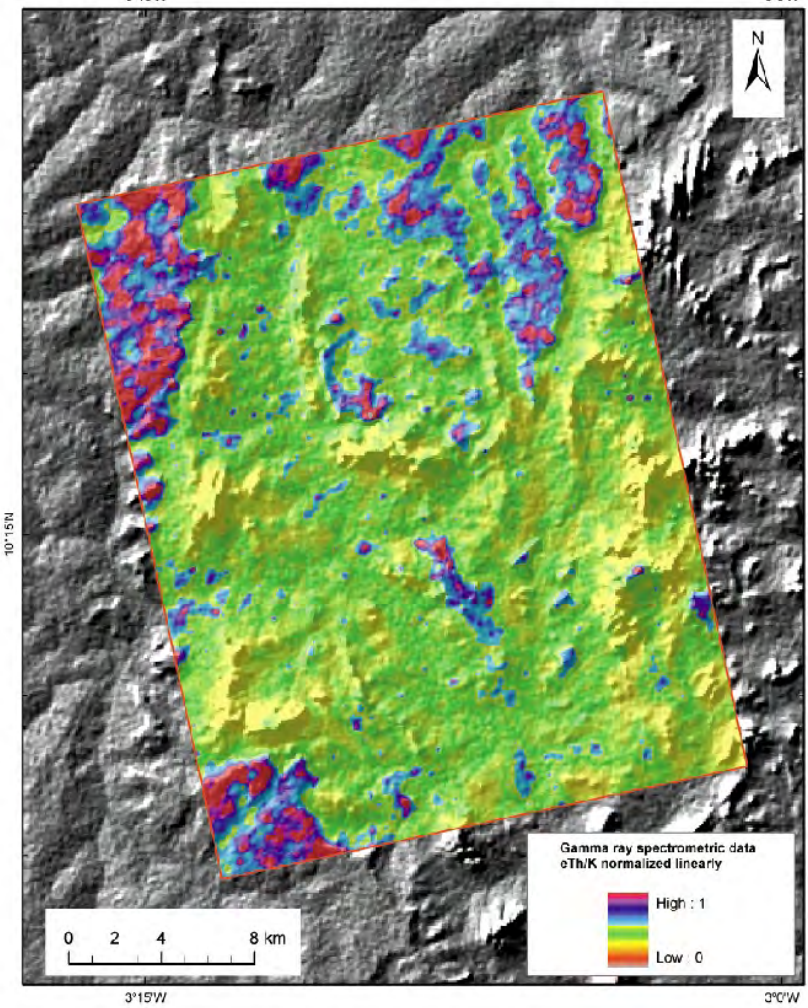 N
10°15'N
Gamma ray spectrometric data
eTh/K normalized linearly
High : 1
Low : 0
0 2 4 8 km
3°15'W
3°0'W